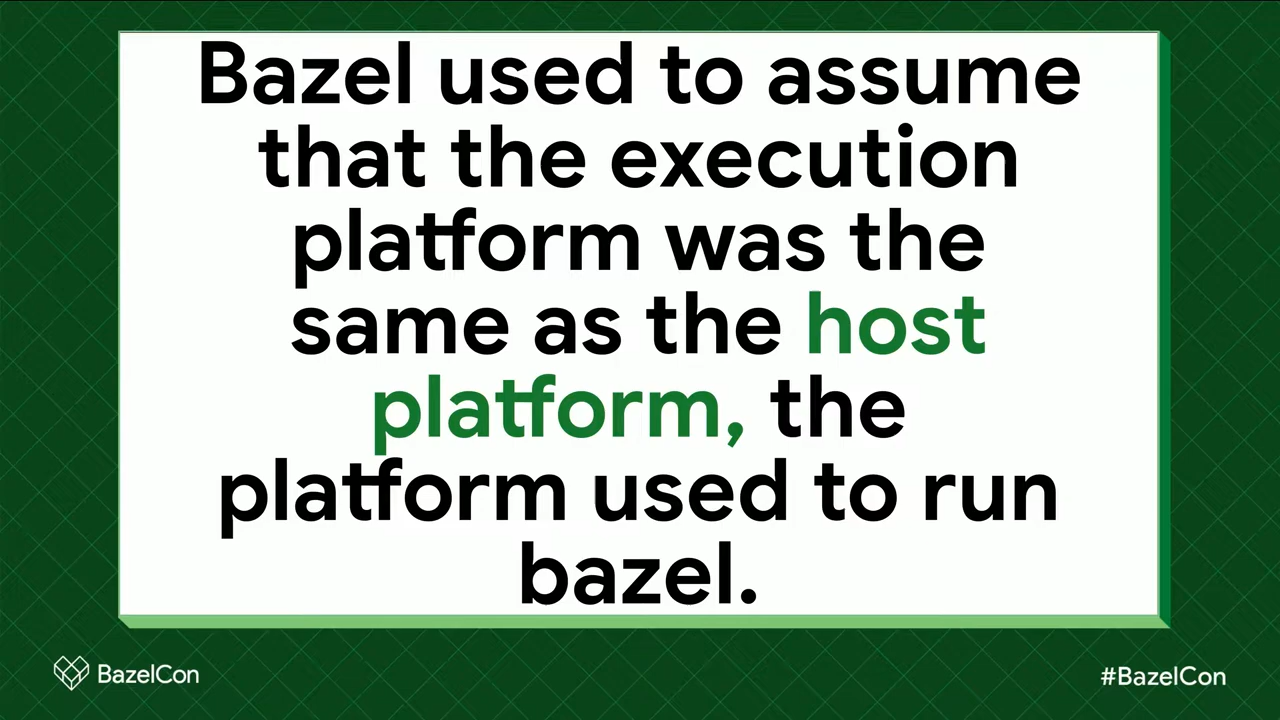 Bazel used to assume
that the execution
platform was the
same as the host
platform, the
platform used to run
bazel.
BazelCon
#BazelCon